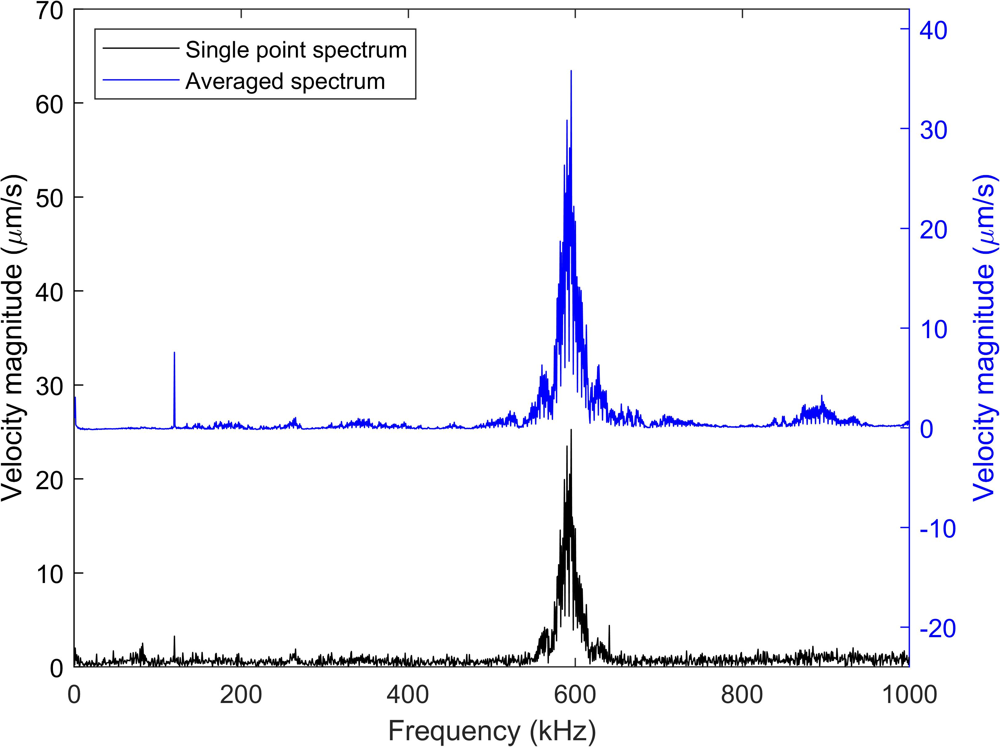 Single point spectrum
Averaged spectrum
70
60
50
40
30
20
10
0
Velocity magnitude (μm/s)
40
30
20
10
0
-10
-20
Velocity magnitude (μm/s)
0 200 400 600 800 1000
Frequency (kHz)